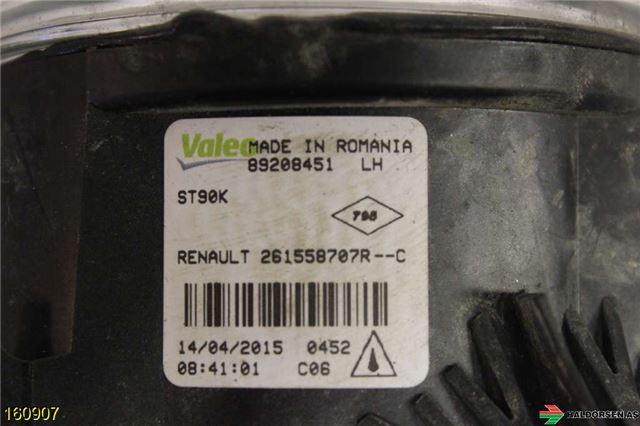 Valeo MADE IN ROMANIA
89208451 LH
ST90K
795
RENAULT 261558707R--C
14/04/2015 0452
08:41:01 C06
160907
HALDORSEN AS